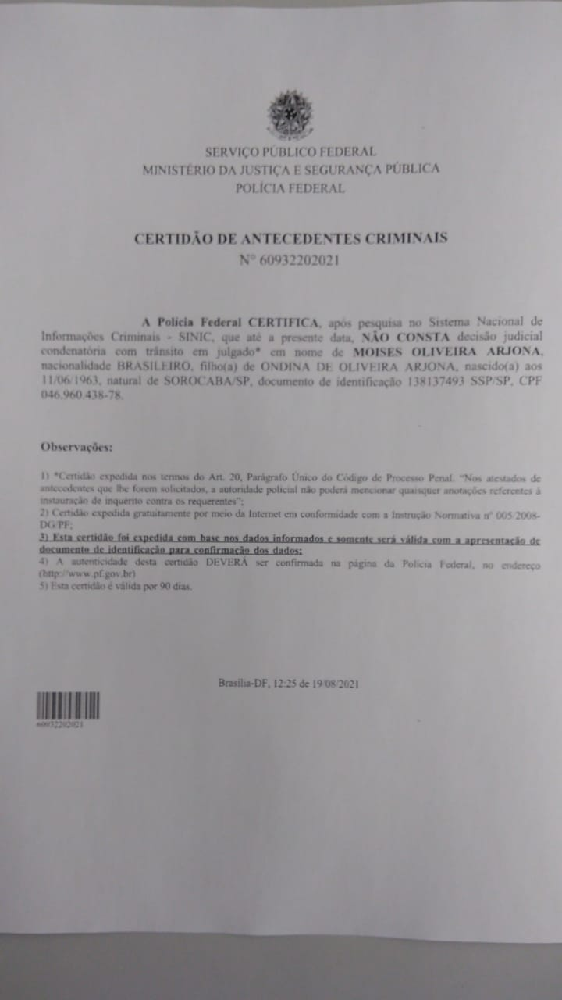 SERVIÇO PÚBLICO FEDERAL
MINISTÉRIO DA JUSTIÇA E SEGURANÇA PÚBLICA
POLÍCIA FEDERAL
CERTIDÃO DE ANTECEDENTES CRIMINAIS
N° 60932202021
A Polícia Federal CERTIFICA, após pesquisa no Sistema Nacional de
Informações Criminais - SINIC, que até a presente data, NÃO CONSTA decisão judicial
condenatória com trânsito em julgado* em nome de MOISES OLIVEIRA ARJONA,
nacionalidade BRASILEIRO, filho(a) de ONDINA DE OLIVEIRA ARJONA, nascido(a) aos
11/06/1963, natural de SOROCABA/SP, documento de identificação 138137493 SSP/SP, CPF
046.960.438-78.
Observações:
1) *Certidão expedida nos termos do Art. 20, Parágrafo Único do Código de Processo Penal. “Nos atestados de
antecedentes que lhe forem solicitados, a autoridade policial não poderá mencionar quaisquer anotações referentes à
instauração de inquérito contra os requerentes”;
2) Certidão expedida gratuitamente por meio da Internet em conformidade com a Instrução Normativa nº 005/2008-
DG/PF;
3) Esta certidão foi expedida com base nos dados informados e somente será válida com a apresentação de
documento de identificação para confirmação dos dados;
4) A autenticidade desta certidão DEVERÁ ser confirmada na página da Polícia Federal, no endereço
(http://www.pf.gov.br)
5) Esta certidão é válida por 90 dias.
Brasília-DF, 12:25 de 19/08/2021
60932202021